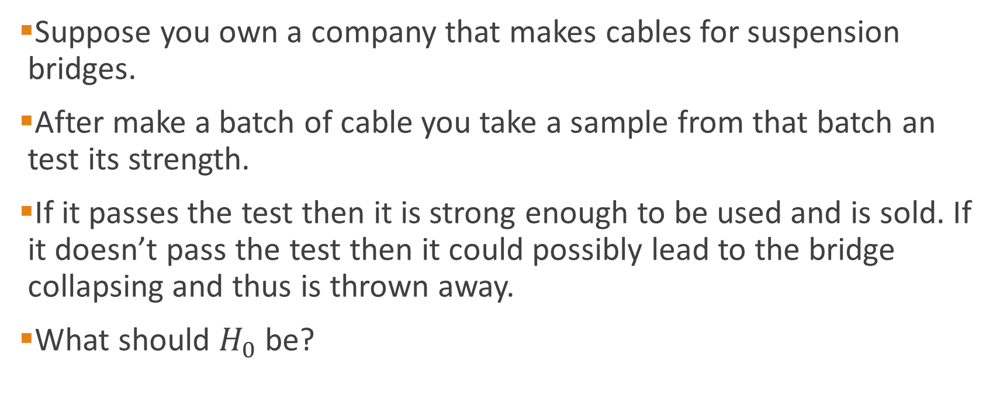 ▪Suppose you own a company that makes cables for suspension
bridges.
▪After make a batch of cable you take a sample from that batch an
test its strength.
▪If it passes the test then it is strong enough to be used and is sold. If
it doesn’t pass the test then it could possibly lead to the bridge
collapsing and thus is thrown away.
▪What should H₀ be?